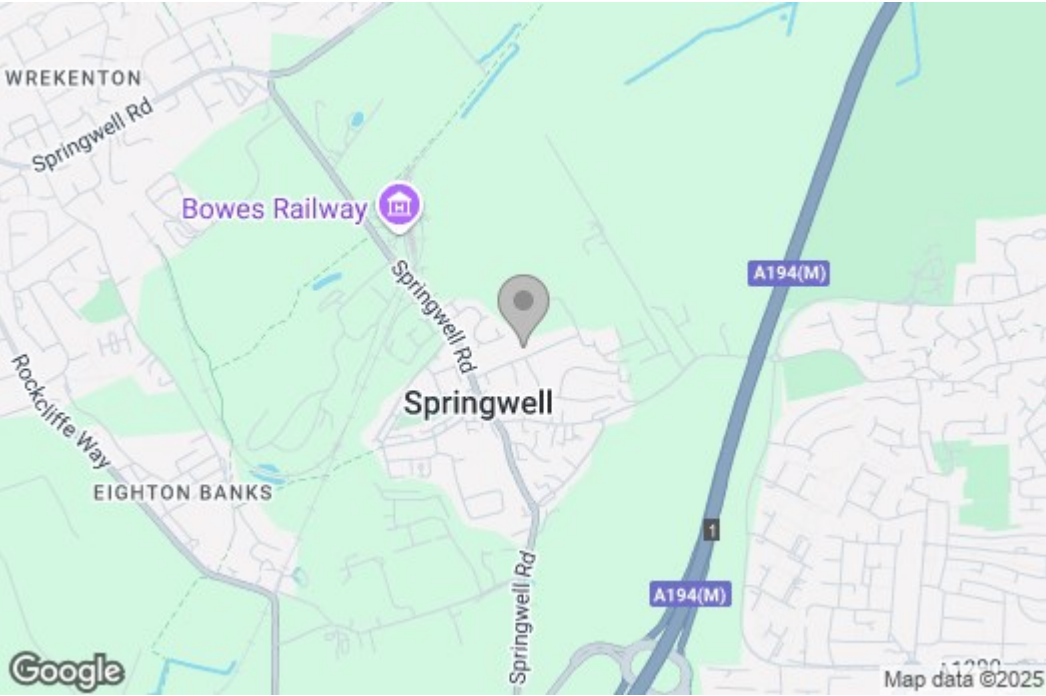 WREKENTON
Springwell Rd
Bowes Railway
A194(M)
Springwell Rd
Rockcliffe Way
Springwell
EIGHTON BANKS
1
A194(M)
Springwell Rd
Google
Map data ©2025